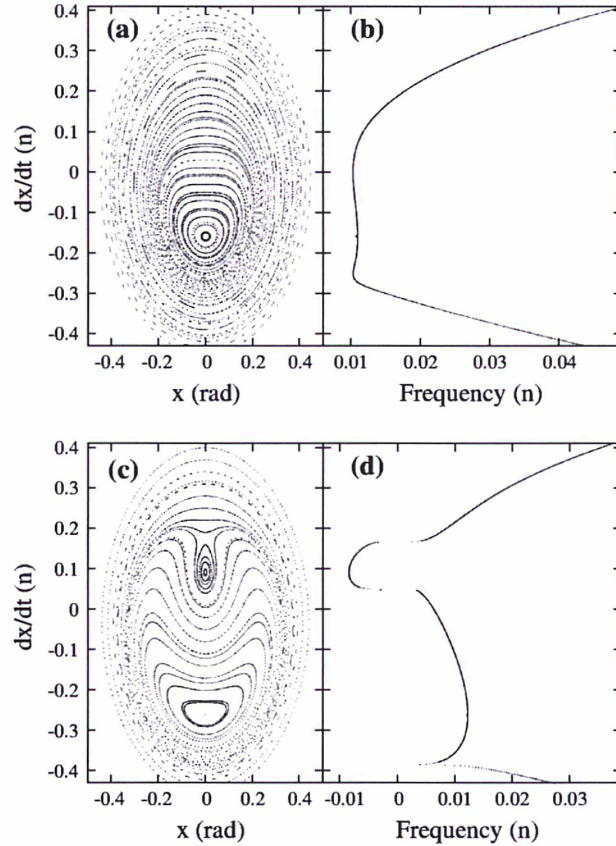 (a)
(b)
dx/dt (n)
0.4
0.3
0.2
0.1
0
-0.1
-0.2
-0.3
-0.4
-0.4 -0.2 0 0.2 0.4
0.01 0.02 0.03 0.04
x (rad)
Frequency (n)
(c)
(d)
dx/dt (n)
0.4
0.3
0.2
0.1
0
-0.1
-0.2
-0.3
-0.4
-0.4 -0.2 0 0.2 0.4
-0.01 0 0.01 0.02 0.03
x (rad)
Frequency (n)